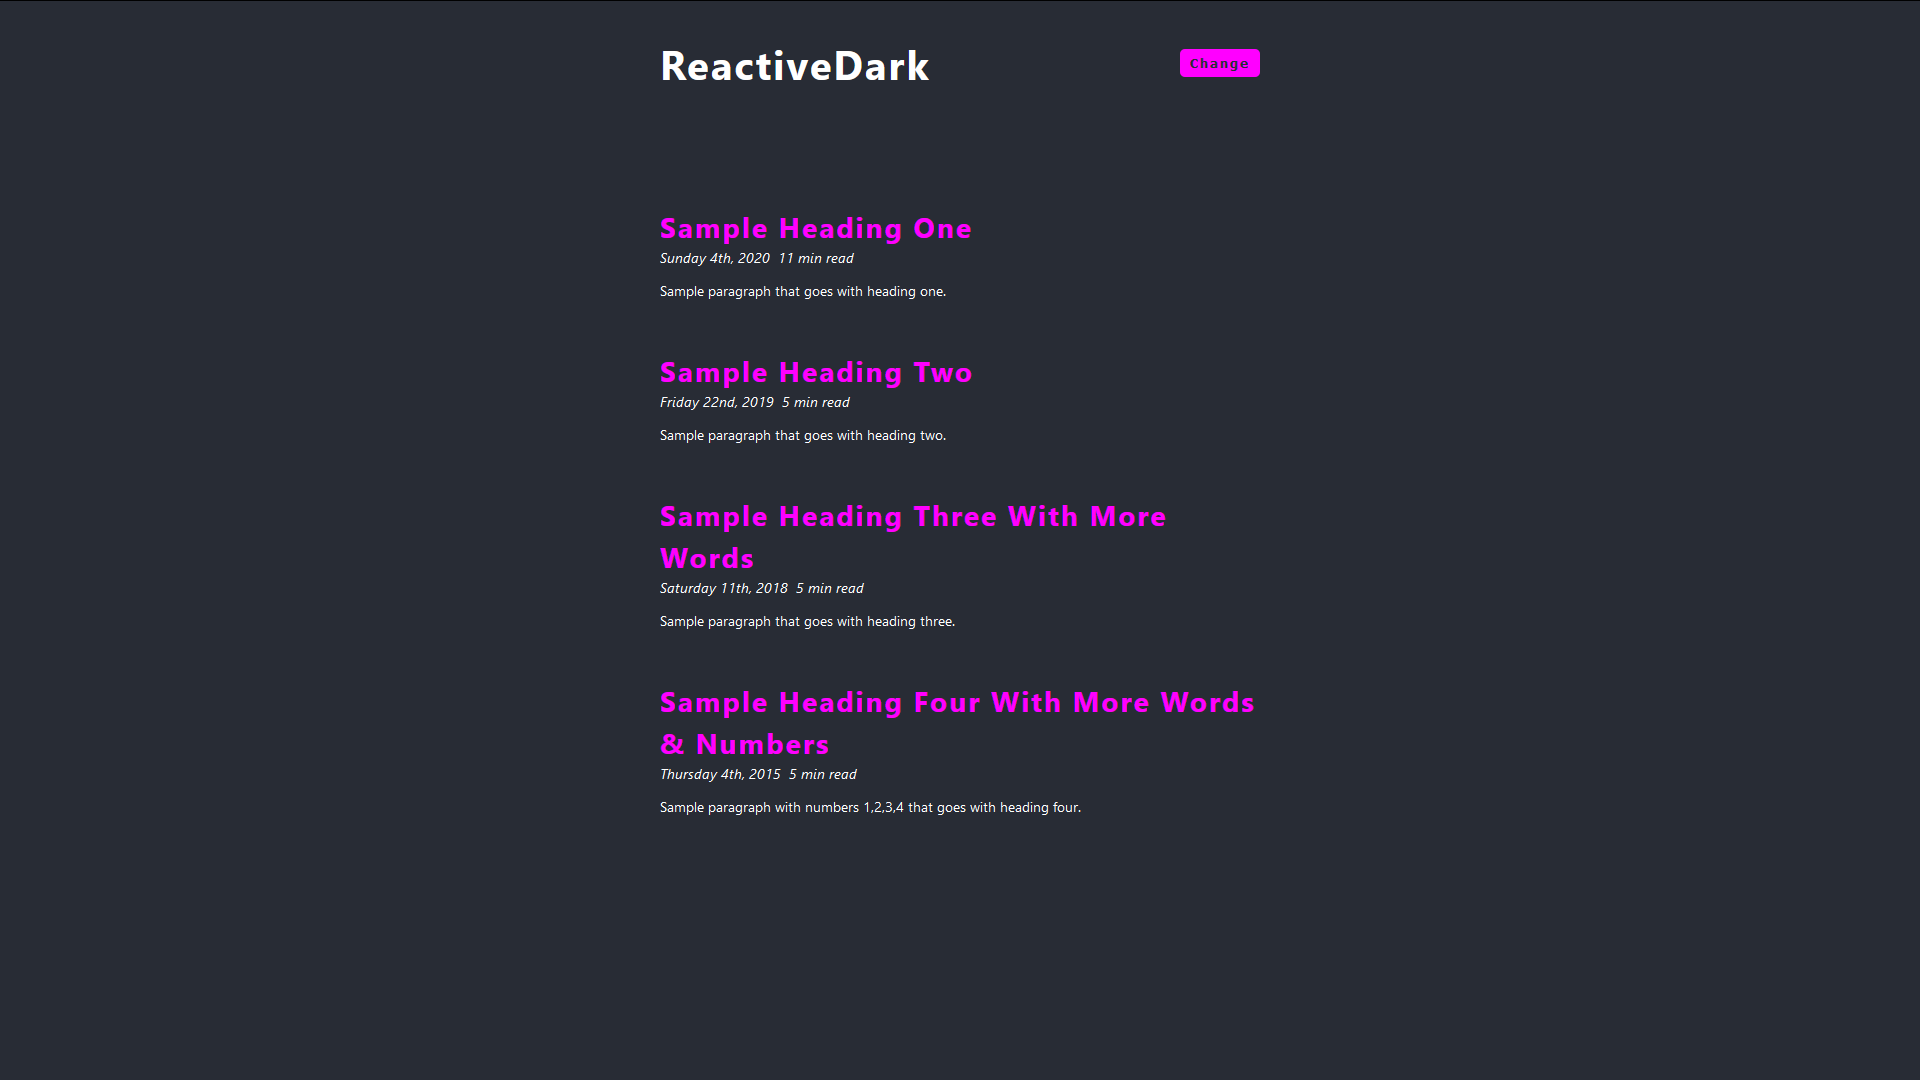 ReactiveDark
Change
Sample Heading One
Sunday 4th, 2020 11 min read
Sample paragraph that goes with heading one.
Sample Heading Two
Friday 22nd, 2019 5 min read
Sample paragraph that goes with heading two.
Sample Heading Three With More
Words
Saturday 11th, 2018 5 min read
Sample paragraph that goes with heading three.
Sample Heading Four With More Words
& Numbers
Thursday 4th, 2015 5 min read
Sample paragraph with numbers 1,2,3,4 that goes with heading four.